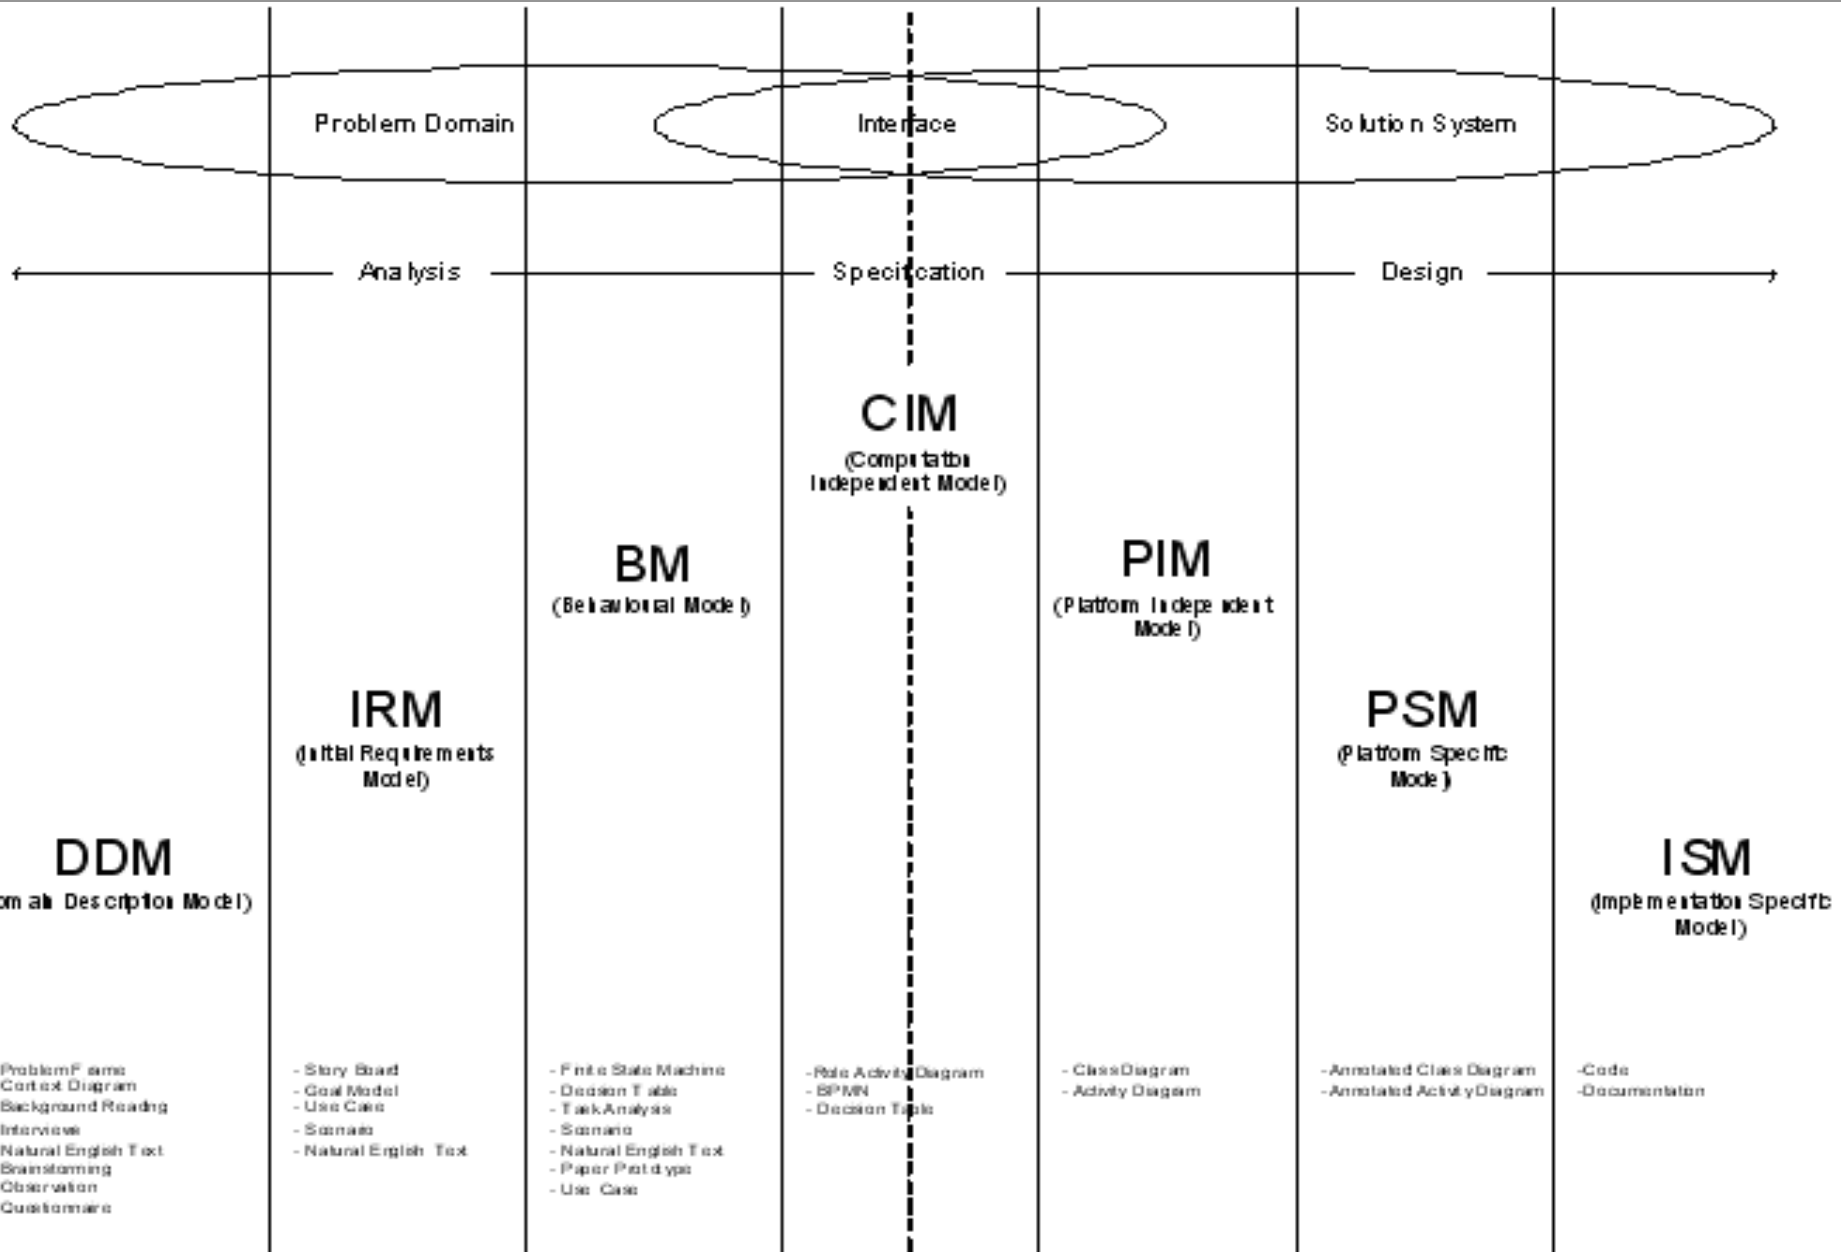 Problem Domain
Interface
Solution System
Analysis
Specification
Design
CIM
(Computation
Independent Model)
BM
(Behavioural Model)
PIM
(Platform Independent
Model)
IRM
(Initial Requirements
Model)
PSM
(Platform Specific
Model)
DDM
omain Description Model)
ISM
(Implementation Specific
Model)
Problem Frame
Context Diagram
Background Reading
Interviews
Natural English Text
Brainstorming
Observation
Questionnaire
- Story Board
- Goal Model
- Use Case
- Scenario
- Natural English Text
- Finite State Machine
- Decision Table
- Task Analysis
- Scenario
- Natural English Text
- Paper Prototype
- Use Case
-Role Activity Diagram
- BPMN
- Decision Table
- Class Diagram
- Activity Diagram
-Annotated Class Diagram
-Annotated Activity Diagram
-Code
-Documentation